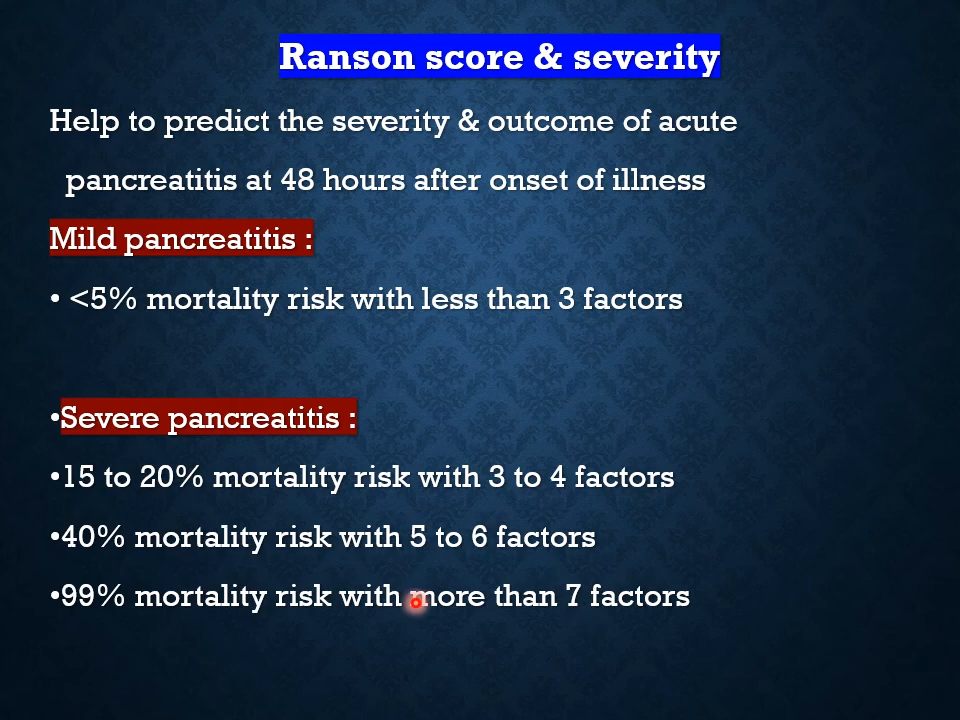 Ranson score & severity
Help to predict the severity & outcome of acute
pancreatitis at 48 hours after onset of illness
Mild pancreatitis :
• <5% mortality risk with less than 3 factors
•Severe pancreatitis :
•15 to 20% mortality risk with 3 to 4 factors
•40% mortality risk with 5 to 6 factors
•99% mortality risk with more than 7 factors